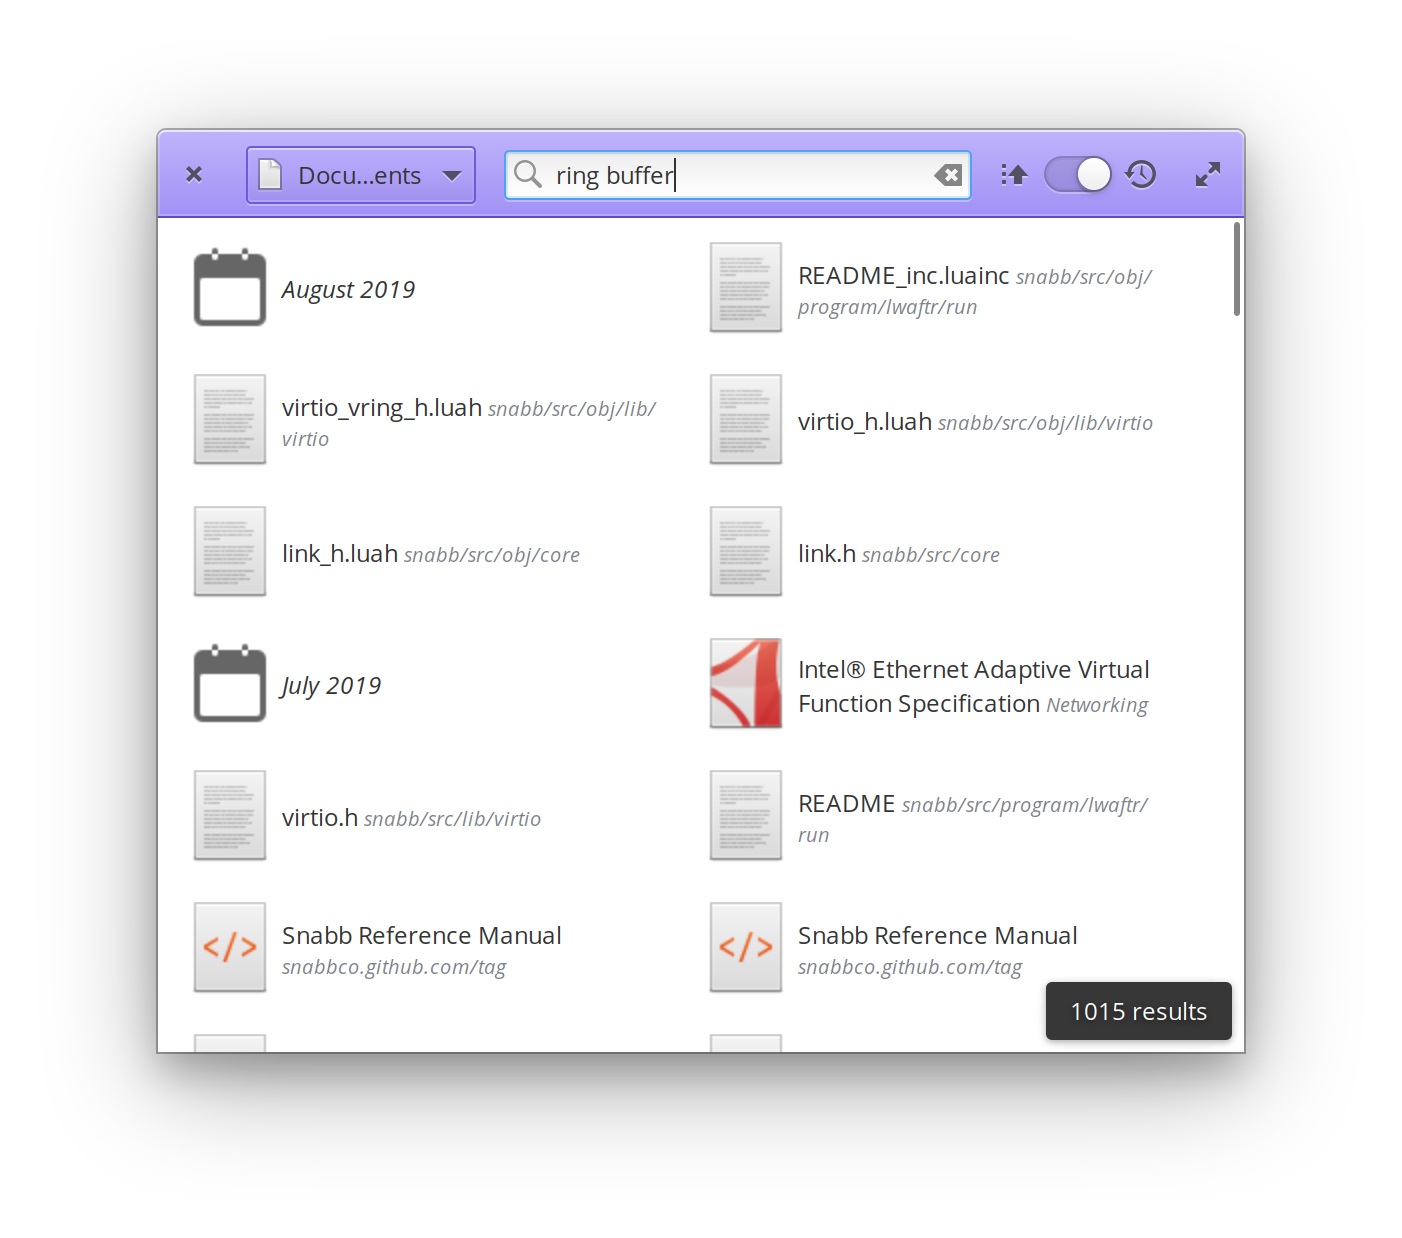 Docu...ents
ring buffer
August 2019
README_inc.luainc snabb/src/obj/
program/lwaftr/run
virtio_vring_h.luah snabb/src/obj/lib/
virtio
virtio_h.luah snabb/src/obj/lib/virtio
link_h.luah snabb/src/obj/core
link.h snabb/src/core
July 2019
Intel® Ethernet Adaptive Virtual
Function Specification Networking
virtio.h snabb/src/lib/virtio
README snabb/src/program/lwaftr/
run
Snabb Reference Manual
snabbco.github.com/tag
Snabb Reference Manual
snabbco.github.com/tag
1015 results